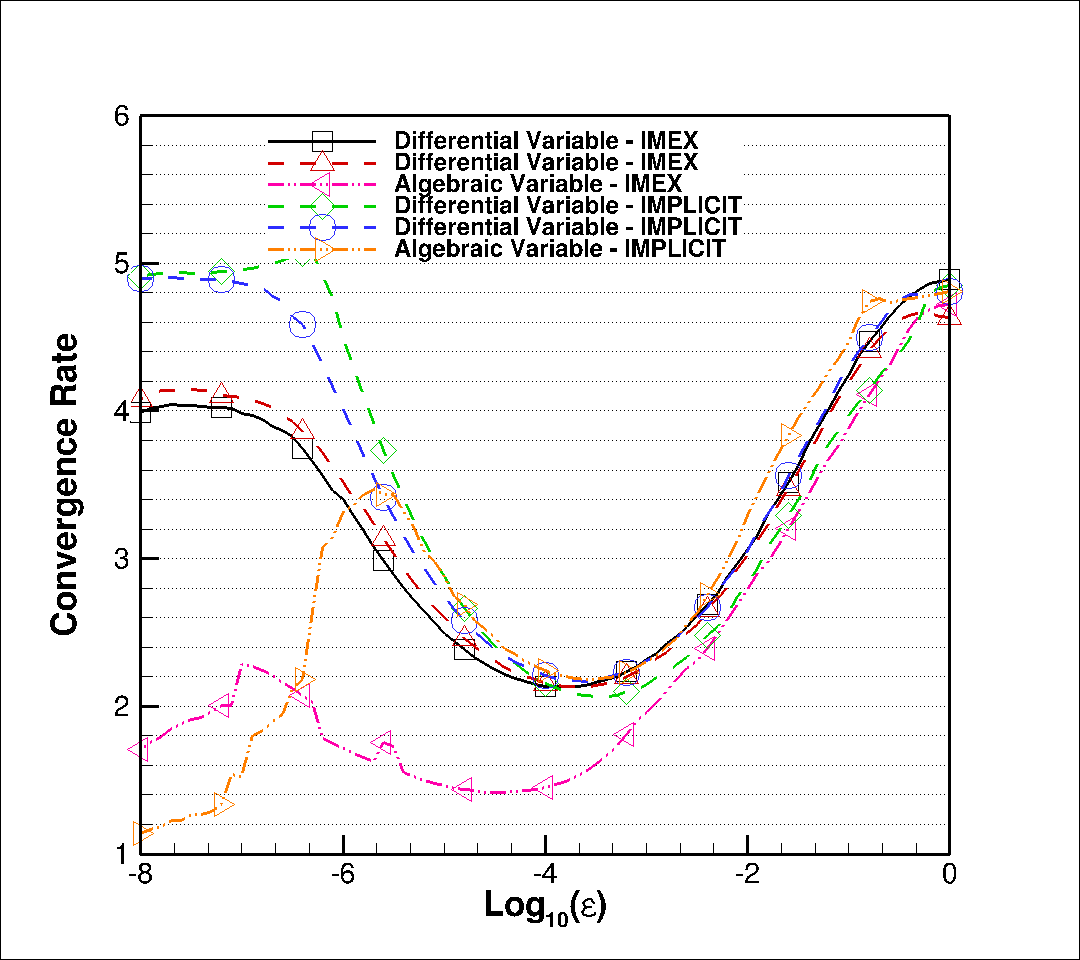 6
5
4
3
2
1
Convergence Rate
Differential Variable - IMEX
Differential Variable - IMEX
Algebraic Variable - IMEX
Differential Variable - IMPLICIT
Differential Variable - IMPLICIT
Algebraic Variable - IMPLICIT
-8 -6 -4 -2 0
Log10(ε)